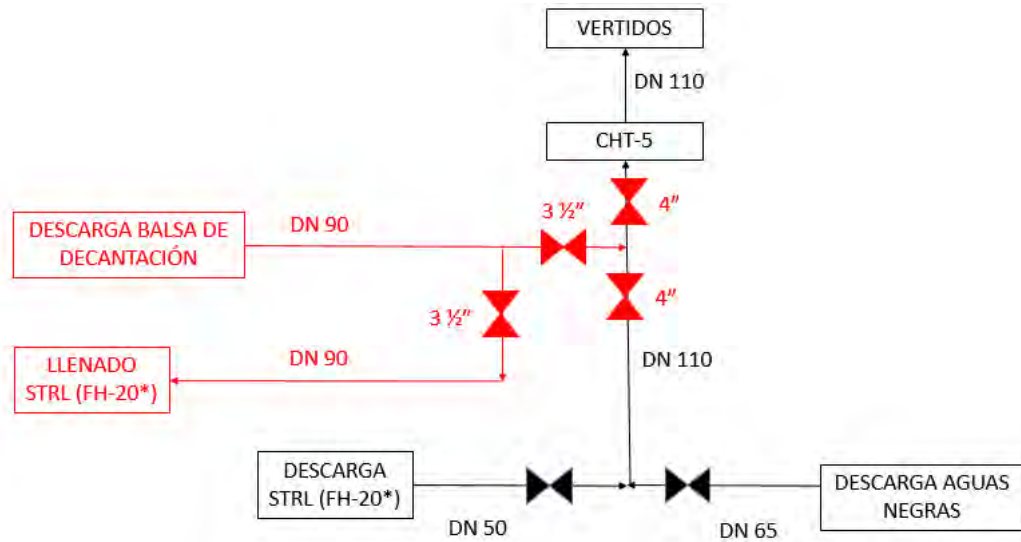 VERTIDOS
DN 110
CHT-5
4"
3 ½"
DN 90
DESCARGA BALSA DE
DECANTACIÓN
4"
3 ½"
DN 90
DN 110
LLENADO
STRL (FH-20*)
DESCARGA
STRL (FH-20*)
DESCARGA AGUAS
NEGRAS
DN 50
DN 65